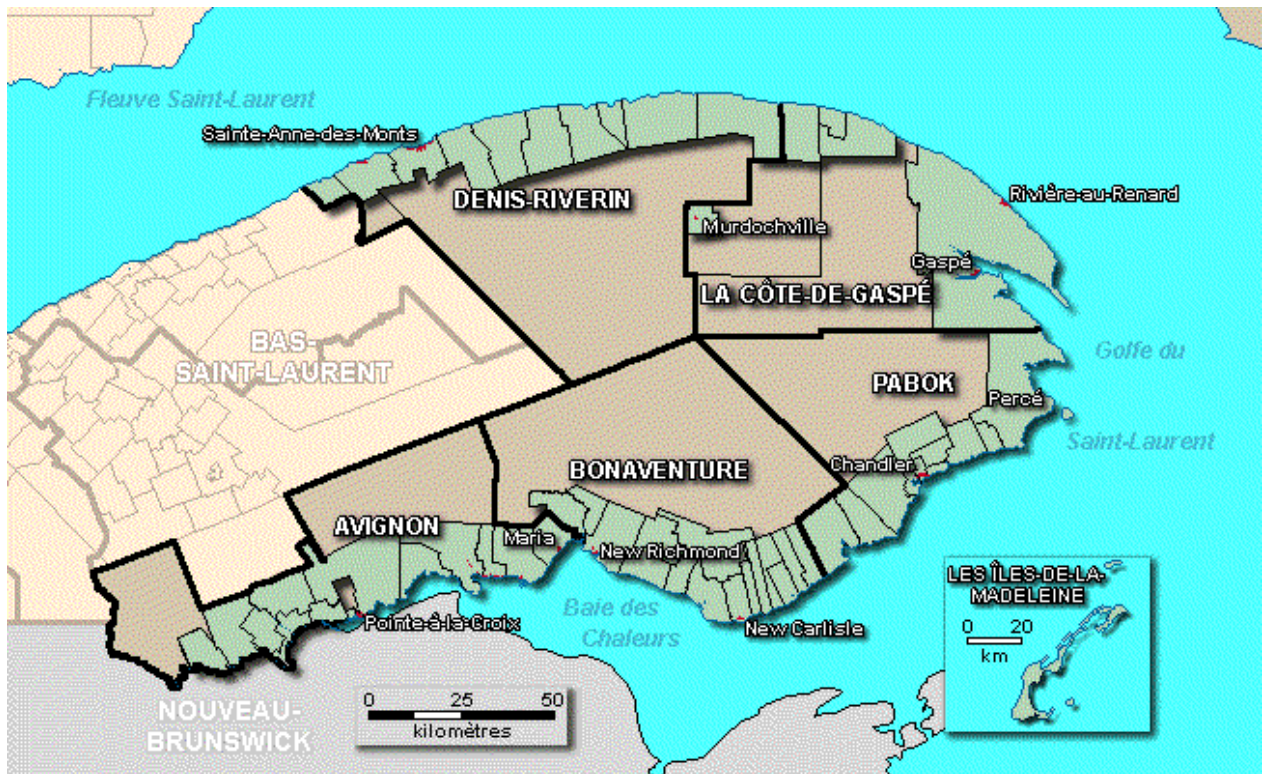 Fleuve Saint-Laurent
Sainte-Anne-des-Monts
DENIS-RIVERIN
Rivière-au-Renard
Murdochville
Gaspé
LA CÔTE-DE-GASPÉ
BAS-
SAINT-LAURENT
Golfe du
PABOK
Percé
Saint-Laurent
BONAVENTURE
Chandler
AVIGNON
Maria
New Richmond
LES ÎLES-DE-LA-
MADELEINE
0 20
km
Baie des
Chaleurs
Pointe-à-la-Croix
New Carlisle
0 25 50
kilomètres
NOUVEAU-
BRUNSWICK